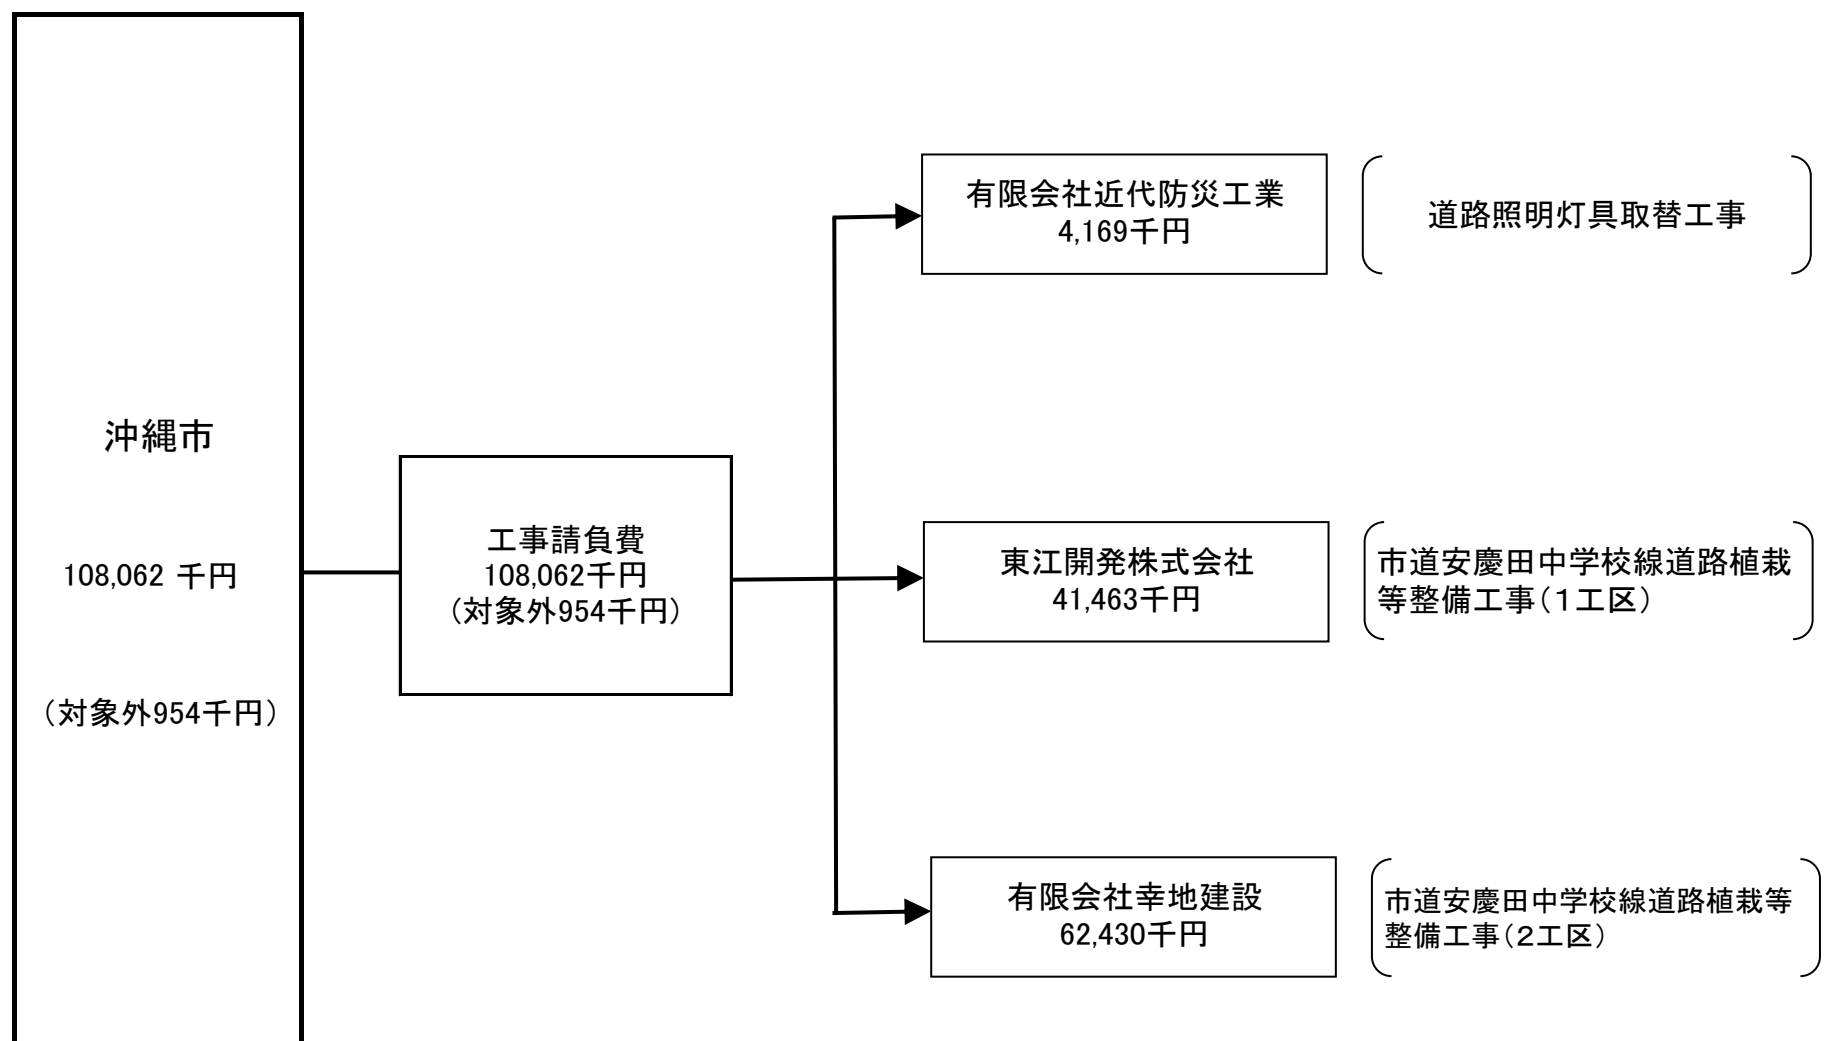 沖縄市
108,062 千円
（対象外954千円）
工事請負費
108,062千円
（対象外954千円）
有限会社近代防災工業
4,169千円
道路照明灯具取替工事
東江開発株式会社
41,463千円
市道安慶田中学校線道路植栽
等整備工事（１工区）
有限会社幸地建設
62,430千円
市道安慶田中学校線道路植栽等
整備工事（２工区）